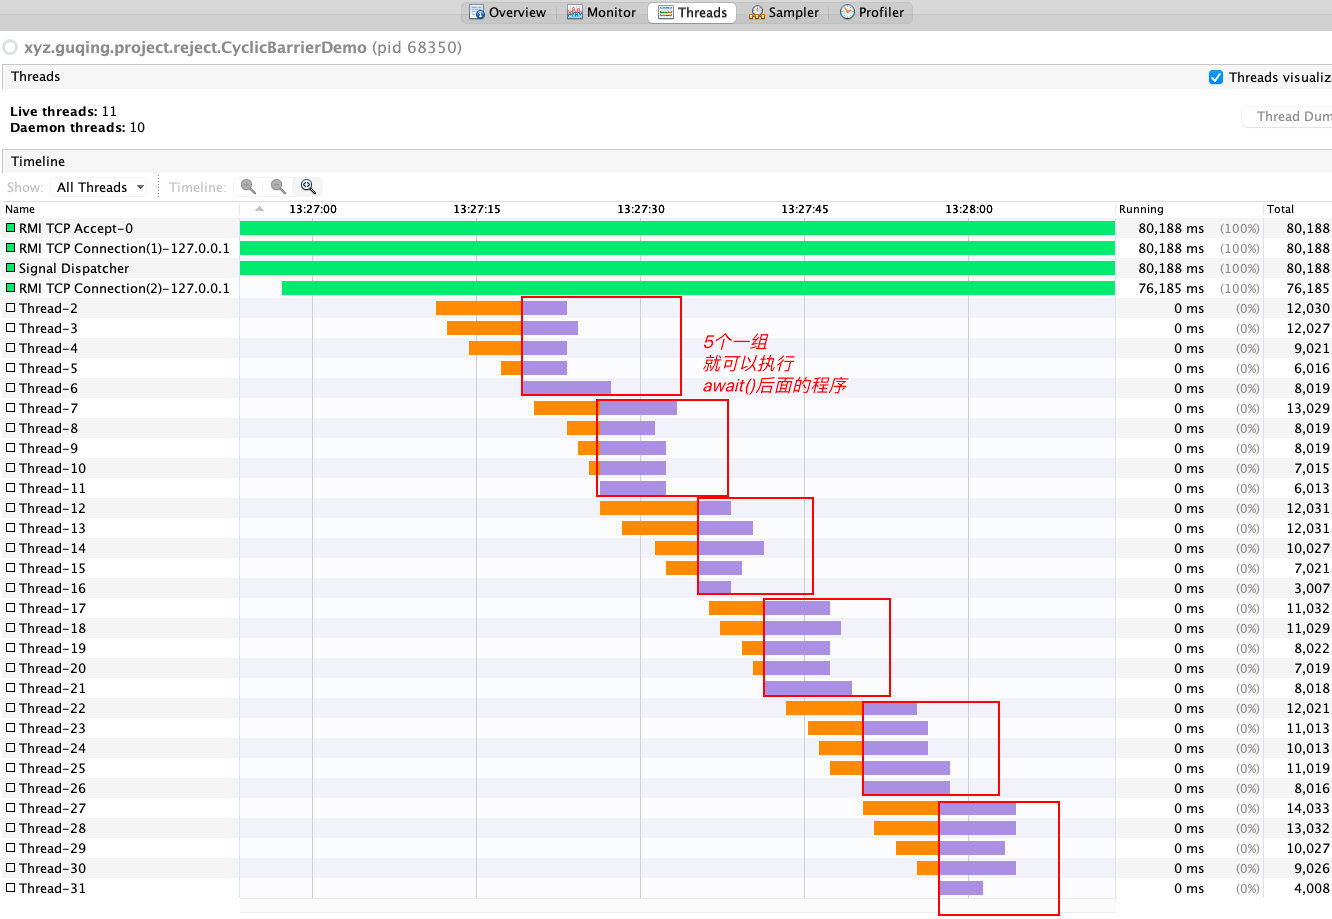 Overview Monitor Threads Sampler Profiler
xyz.guqing.project.reject.CyclicBarrierDemo (pid 68350)
Threads
Threads visualiza
Live threads: 11
Daemon threads: 10
Thread Dum
Timeline
Show: All Threads Timeline:
Name 13:27:00 13:27:15 13:27:30 13:27:45 13:28:00 Running Total
RMI TCP Accept-0 80,188 ms (100%) 80,188
RMI TCP Connection(1)-127.0.0.1 80,188 ms (100%) 80,188
Signal Dispatcher 80,188 ms (100%) 80,188
RMI TCP Connection(2)-127.0.0.1 76,185 ms (100%) 76,185
Thread-2 0 ms (0%) 12,030
Thread-3 0 ms (0%) 12,027
Thread-4 0 ms (0%) 9,021
Thread-5 0 ms (0%) 6,016
Thread-6 0 ms (0%) 8,019
5个一组
就可以执行
await()后面的程序
Thread-7 0 ms (0%) 13,029
Thread-8 0 ms (0%) 8,019
Thread-9 0 ms (0%) 8,019
Thread-10 0 ms (0%) 7,015
Thread-11 0 ms (0%) 6,013
Thread-12 0 ms (0%) 12,031
Thread-13 0 ms (0%) 12,031
Thread-14 0 ms (0%) 10,027
Thread-15 0 ms (0%) 7,021
Thread-16 0 ms (0%) 3,007
Thread-17 0 ms (0%) 11,032
Thread-18 0 ms (0%) 11,029
Thread-19 0 ms (0%) 8,022
Thread-20 0 ms (0%) 7,019
Thread-21 0 ms (0%) 8,018
Thread-22 0 ms (0%) 12,021
Thread-23 0 ms (0%) 11,013
Thread-24 0 ms (0%) 10,013
Thread-25 0 ms (0%) 11,019
Thread-26 0 ms (0%) 8,016
Thread-27 0 ms (0%) 14,033
Thread-28 0 ms (0%) 13,032
Thread-29 0 ms (0%) 10,027
Thread-30 0 ms (0%) 9,026
Thread-31 0 ms (0%) 4,008